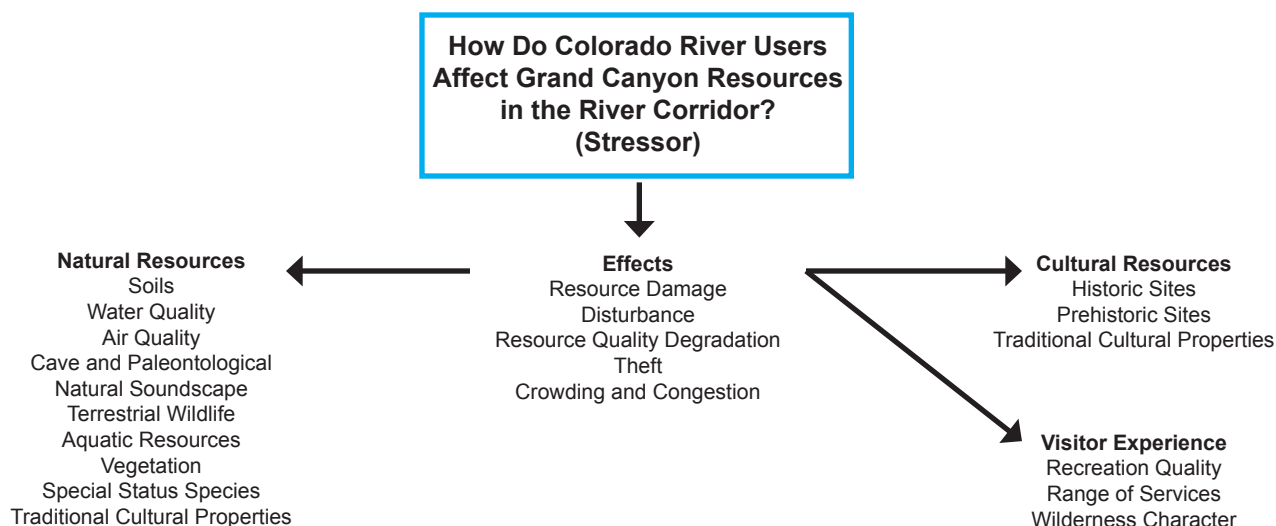 How Do Colorado River Users
Affect Grand Canyon Resources
in the River Corridor?
(Stressor)
Natural Resources
Soils
Water Quality
Air Quality
Cave and Paleontological
Natural Soundscape
Terrestrial Wildlife
Aquatic Resources
Vegetation
Special Status Species
Traditional Cultural Properties
Effects
Resource Damage
Disturbance
Resource Quality Degradation
Theft
Crowding and Congestion
Cultural Resources
Historic Sites
Prehistoric Sites
Traditional Cultural Properties
Visitor Experience
Recreation Quality
Range of Services
Wilderness Character